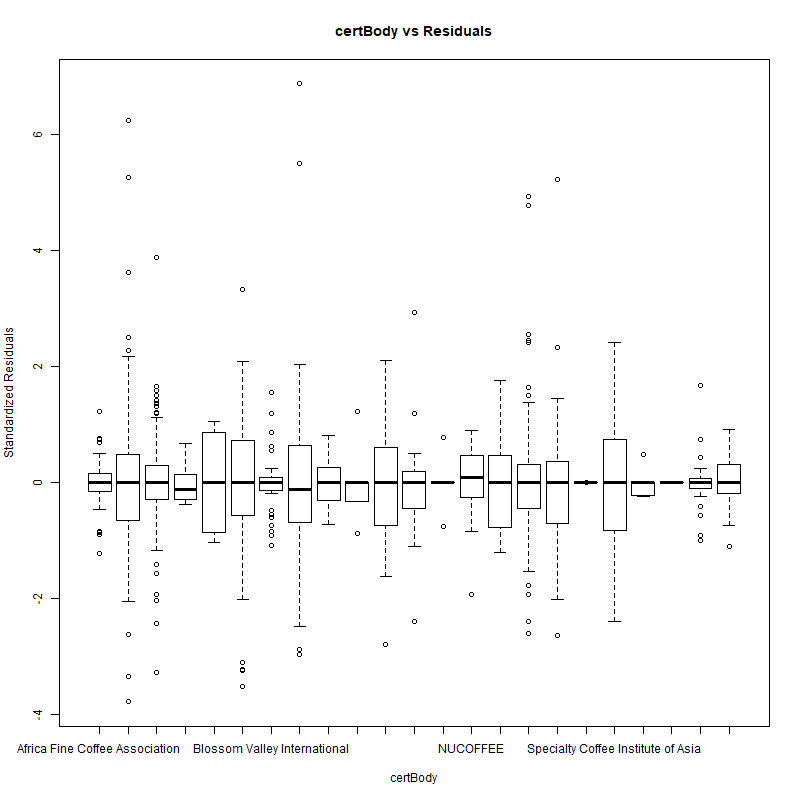 certBody vs Residuals
Standardized Residuals
6
4
2
0
-2
-4
Africa Fine Coffee Association Blossom Valley International NUCOFFEE Specialty Coffee Institute of Asia
certBody